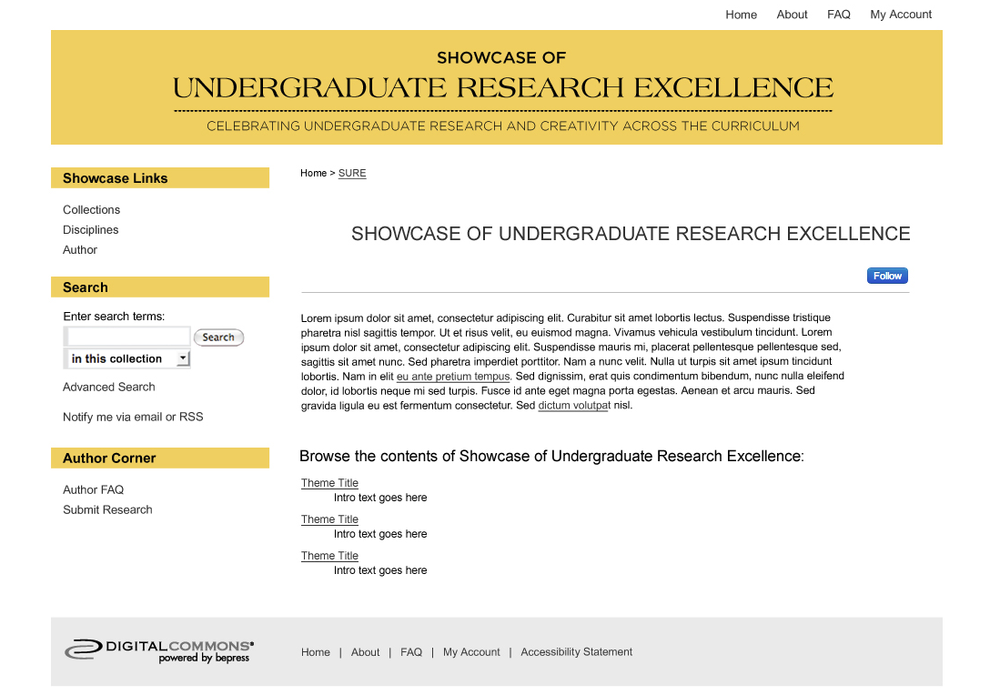 Home About FAQ My Account
SHOWCASE OF
UNDERGRADUATE RESEARCH EXCELLENCE
CELEBRATING UNDERGRADUATE RESEARCH AND CREATIVITY ACROSS THE CURRICULUM
Showcase Links
Collections
Disciplines
Author
Search
Enter search terms:
Search
in this collection
Advanced Search
Notify me via email or RSS
Author Corner
Author FAQ
Submit Research
Home > SURE
SHOWCASE OF UNDERGRADUATE RESEARCH EXCELLENCE
Follow
Lorem ipsum dolor sit amet, consectetur adipiscing elit. Curabitur sit amet lobortis lectus. Suspendisse tristique
pharetra nisl sagittis tempor. Ut et risus velit, eu euismod magna. Vivamus vehicula vestibulum tincidunt. Lorem
ipsum dolor sit amet, consectetur adipiscing elit. Suspendisse mauris mi, placerat pellentesque pellentesque sed,
sagittis sit amet nunc. Sed pharetra imperdiet porttitor. Nam a nunc velit. Nulla ut turpis sit amet ipsum tincidunt
lobortis. Nam in elit eu ante pretium tempus. Sed dignissim, erat quis condimentum bibendum, nunc nulla eleifend
dolor, id lobortis neque mi sed turpis. Fusce id ante eget magna porta egestas. Aenean et arcu mauris. Sed
gravida ligula eu est fermentum consectetur. Sed dictum volutpat nisl.
Browse the contents of Showcase of Undergraduate Research Excellence:
Theme Title
Intro text goes here
Theme Title
Intro text goes here
Theme Title
Intro text goes here
DIGITALCOMMONS®
powered by bepress
Home | About | FAQ | My Account | Accessibility Statement